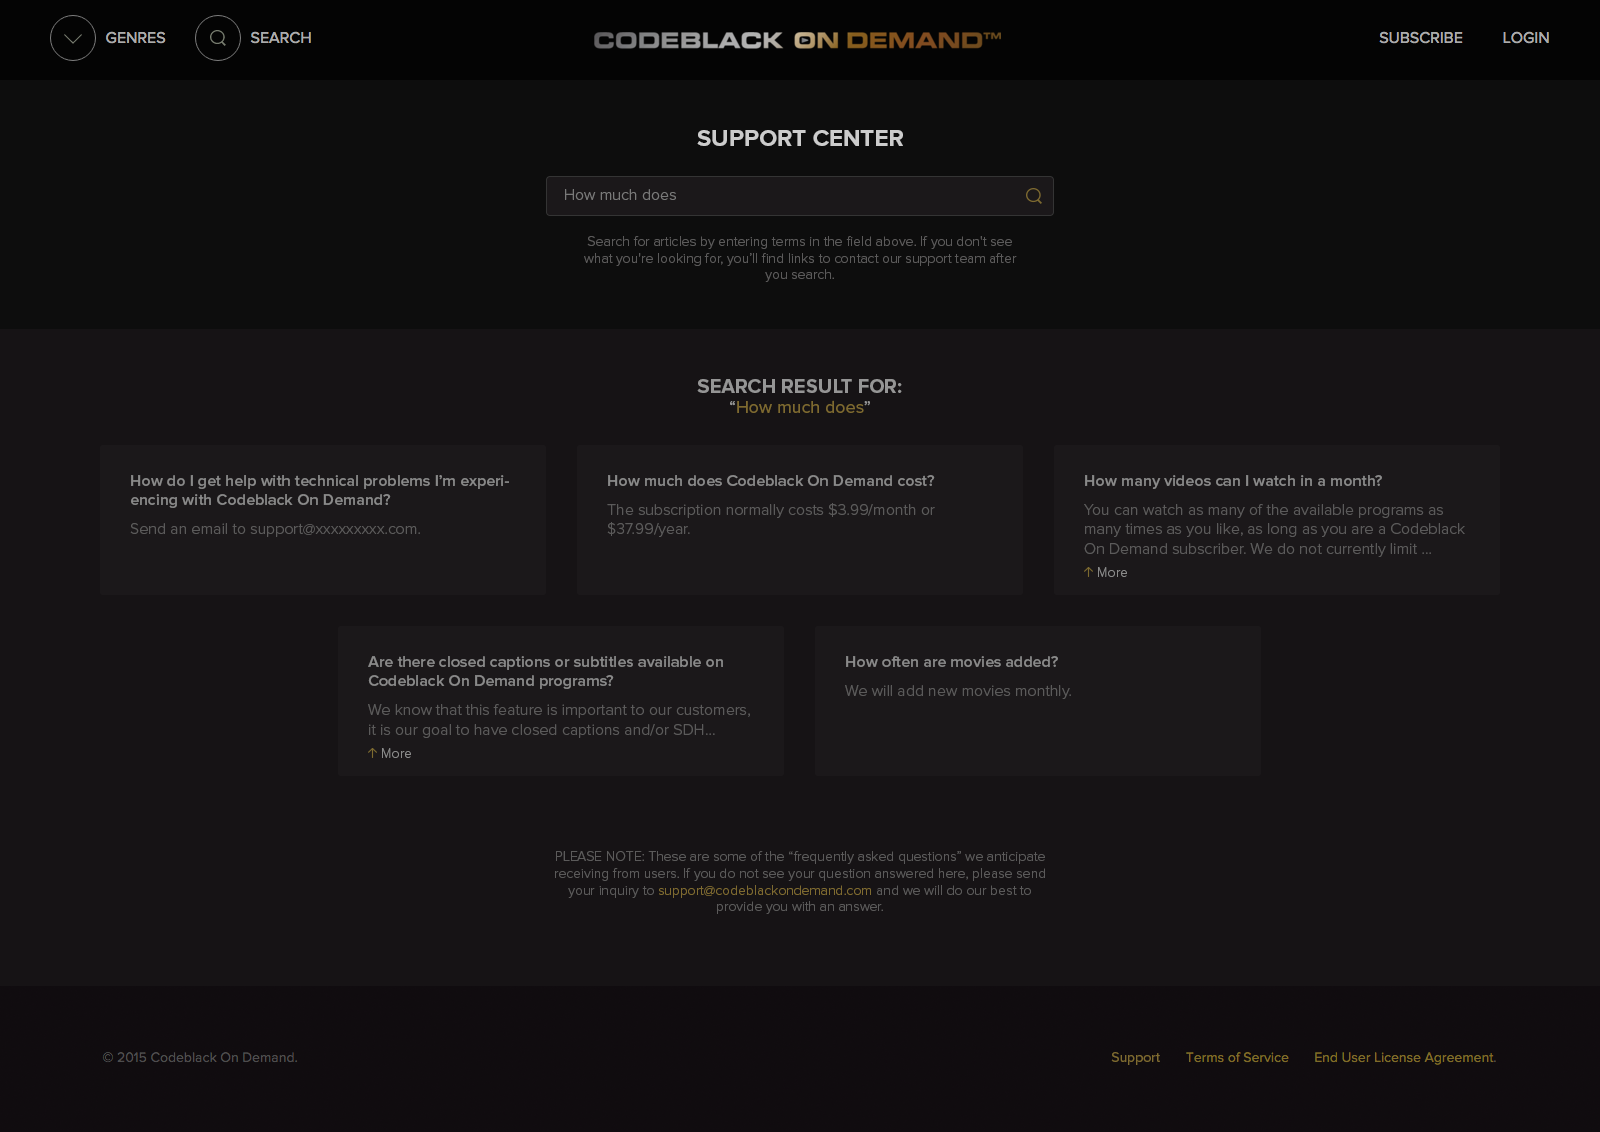 GENRES
SEARCH
CODEBLACK ON DEMAND™
SUBSCRIBE
LOGIN
SUPPORT CENTER
How much does
Search for articles by entering terms in the field above. If you don't see
what you're looking for, you'll find links to contact our support team after
you search.
SEARCH RESULT FOR:
“How much does”
How do I get help with technical problems I’m experi-
encing with Codeblack On Demand?
Send an email to support@xxxxxxxxx.com.
How much does Codeblack On Demand cost?
The subscription normally costs $3.99/month or
$37.99/year.
How many videos can I watch in a month?
You can watch as many of the available programs as
many times as you like, as long as you are a Codeblack
On Demand subscriber. We do not currently limit ...
More
Are there closed captions or subtitles available on
Codeblack On Demand programs?
We know that this feature is important to our customers,
it is our goal to have closed captions and/or SDH...
More
How often are movies added?
We will add new movies monthly.
PLEASE NOTE: These are some of the “frequently asked questions” we anticipate
receiving from users. If you do not see your question answered here, please send
your inquiry to support@codeblackondemand.com and we will do our best to
provide you with an answer.
© 2015 Codeblack On Demand.
Support
Terms of Service
End User License Agreement.